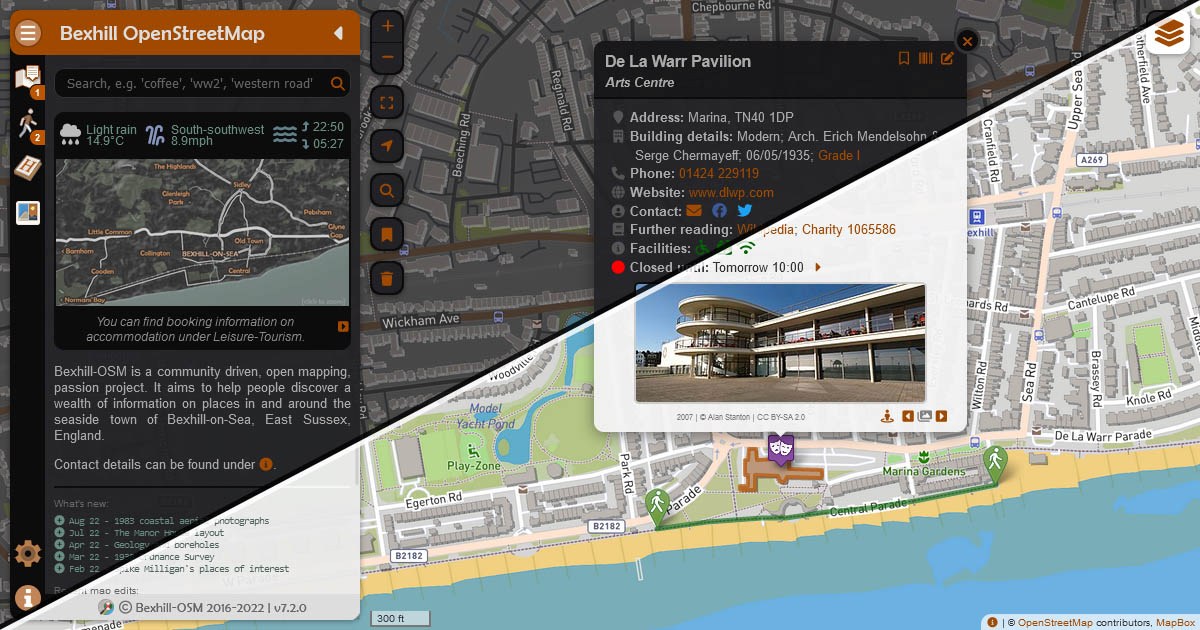 Bexhill OpenStreetMap
Search, e.g. 'coffee', 'ww2', 'western road'
1
2
Light rain
14.9°C
South-southwest
8.9mph
22:50
05:27
The Highlands
Sidley
Glenleigh
Park
Pebsham
Glyne
Gap
Little Common
Old Town
Barnhorn
Collington
BEXHILL-ON-SEA
Cooden
Central
Normans' Bay
[click to zoom]
You can find booking information on
accommodation under Leisure-Tourism.
Bexhill-OSM is a community driven, open mapping,
passion project. It aims to help people discover a
wealth of information on places in and around the
seaside town of Bexhill-on-Sea, East Sussex,
England.
Contact details can be found under
What's new:
Aug 22 - 1983 coastal photographs
Jul 22 - The Manor layout
Apr 22 - Geology boreholes
Mar 22 - Survey
Feb 22 - Milligan's places of interest
map edits:
© Bexhill-OSM 2016-2022 | v7.2.0
Chepbourne Rd
Reginald Rd
Beeching Rd
Wickham Ave
De La Warr Pavilion
Arts Centre
Address: Marina, TN40 1DP
Building details: Modern; Arch. Erich Mendelsohn &
Serge Chermayeff; 06/05/1935; Grade I
Phone: 01424 229119
Website: www.dlwp.com
Contact:
Further reading: Wikipedia; Charity 1065586
Facilities:
Closed until: Tomorrow 10:00
2007 | © Alan Stanton | CC BY-SA 2.0
Upper Sea
A269
Cranfield Rd
Cantelupe Rd
Wilton Rd
Sea Rd
Brassey Rd
Knole Rd
De La Warr Parade
Marina Gardens
Central Parade
Model
Yacht Pond
Play-Zone
Egerton Rd
Park Rd
Parade
B2182
B2182
300 ft
| © OpenStreetMap contributors, MapBox